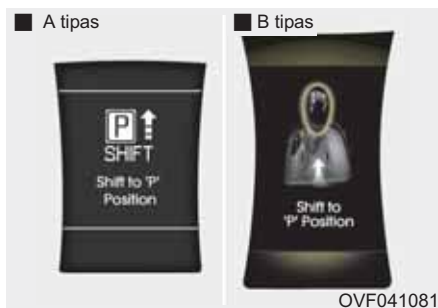 ■ A tipas
■ B tipas
P
SHIFT
Shift to 'P'
Position
Shift to
'P' Position
OVF041081